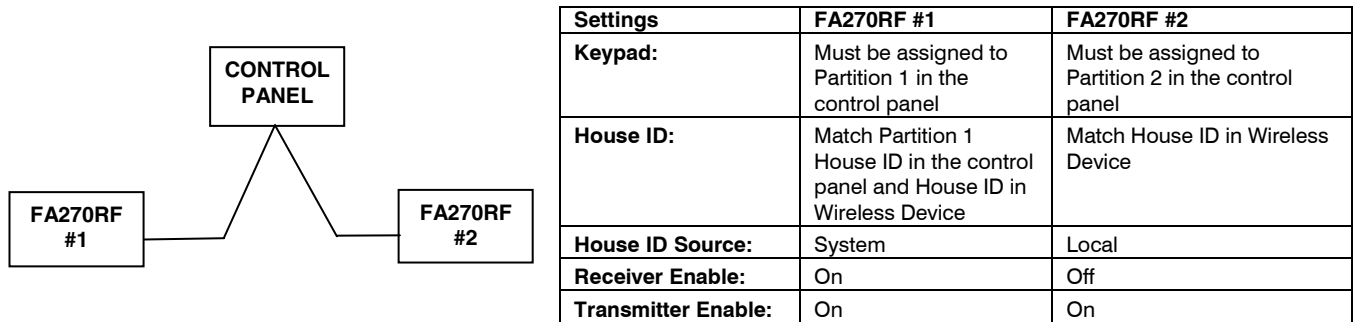 CONTROL
PANEL
FA270RF
#1
FA270RF
#2
Settings FA270RF #1 FA270RF #2
Keypad: Must be assigned to Must be assigned to
Partition 1 in the Partition 2 in the control
control panel panel
House ID: Match Partition 1 Match House ID in Wireless
House ID in the control Device
panel and House ID in
Wireless Device
House ID Source: System Local
Receiver Enable: On Off
Transmitter Enable: On On